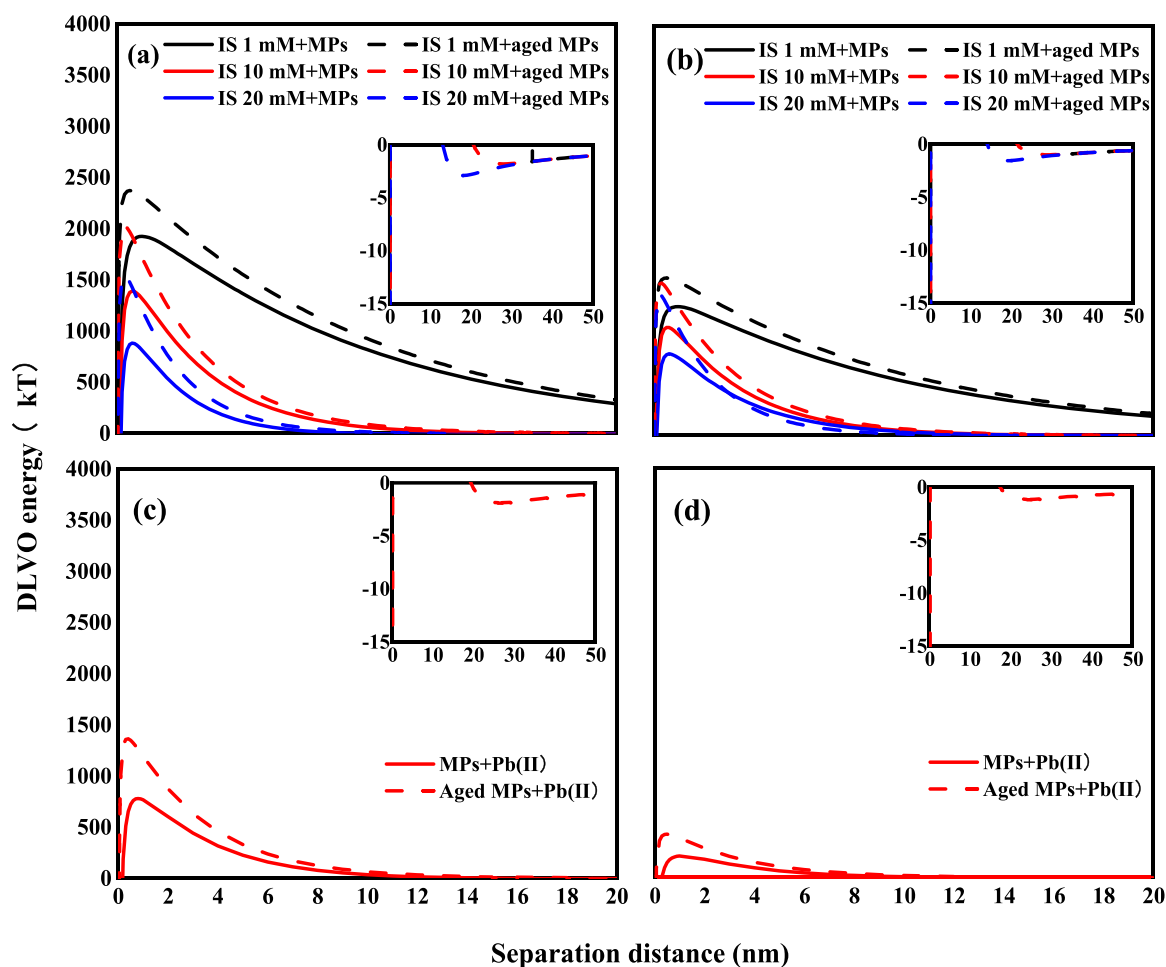 4000
(a)
IS 1 mM+MPs
IS 1 mM+aged MPs
IS 10 mM+MPs
IS 10 mM+aged MPs
IS 20 mM+MPs
IS 20 mM+aged MPs
3500
3000
2500
2000
1500
1000
500
0
0
-5
-10
-15
0 10 20 30 40 50
(b)
IS 1 mM+MPs
IS 1 mM+aged MPs
IS 10 mM+MPs
IS 10 mM+aged MPs
IS 20 mM+MPs
IS 20 mM+aged MPs
0
-5
-10
-15
0 10 20 30 40 50
DLVO energy ( kT)
4000
3500
3000
2500
2000
1500
1000
500
0
(c)
0
-5
-10
-15
0 10 20 30 40 50
MPs+Pb(II)
Aged MPs+Pb(II)
0 2 4 6 8 10 12 14 16 18 20
(d)
0
-5
-10
-15
0 10 20 30 40 50
MPs+Pb(II)
Aged MPs+Pb(II)
0 2 4 6 8 10 12 14 16 18 20
Separation distance (nm)